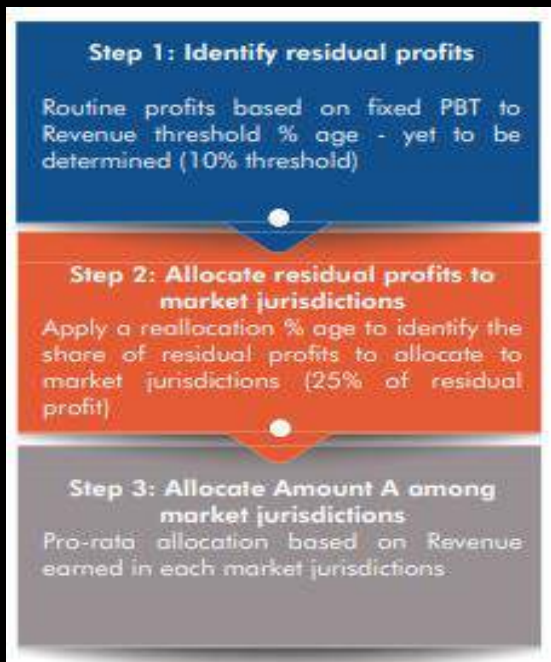 Step 1: Identify residual profits
Routine profits based on fixed PBT to
Revenue threshold % age - yet to be
determined (10% threshold)
Step 2: Allocate residual profits to
market jurisdictions
Apply a reallocation % age to identify the
share of residual profits to allocate to
market jurisdictions (25% of residual
profit)
Step 3: Allocate Amount A among
market jurisdictions
Pro-rata allocation based on Revenue
earned in each market jurisdictions